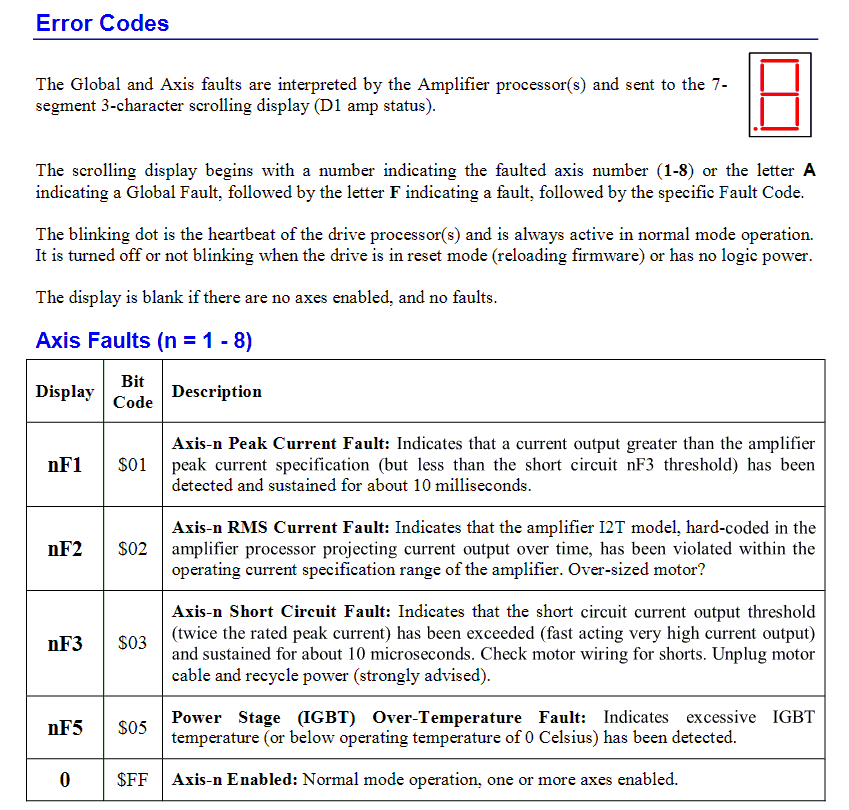 Error Codes
The Global and Axis faults are interpreted by the Amplifier processor(s) and sent to the 7-
segment 3-character scrolling display (D1 amp status).
The scrolling display begins with a number indicating the faulted axis number (1-8) or the letter A
indicating a Global Fault, followed by the letter F indicating a fault, followed by the specific Fault Code.
The blinking dot is the heartbeat of the drive processor(s) and is always active in normal mode operation.
It is turned off or not blinking when the drive is in reset mode (reloading firmware) or has no logic power.
The display is blank if there are no axes enabled, and no faults.
Axis Faults (n = 1 - 8)
Display Bit Code Description
nF1 $01 Axis-n Peak Current Fault: Indicates that a current output greater than the amplifier
peak current specification (but less than the short circuit nF3 threshold) has been
detected and sustained for about 10 milliseconds.
nF2 $02 Axis-n RMS Current Fault: Indicates that the amplifier I2T model, hard-coded in the
amplifier processor projecting current output over time, has been violated within the
operating current specification range of the amplifier. Over-sized motor?
nF3 $03 Axis-n Short Circuit Fault: Indicates that the short circuit current output threshold
(twice the rated peak current) has been exceeded (fast acting very high current output)
and sustained for about 10 microseconds. Check motor wiring for shorts. Unplug motor
cable and recycle power (strongly advised).
nF5 $05 Power Stage (IGBT) Over-Temperature Fault: Indicates excessive IGBT
temperature (or below operating temperature of 0 Celsius) has been detected.
0 $FF Axis-n Enabled: Normal mode operation, one or more axes enabled.